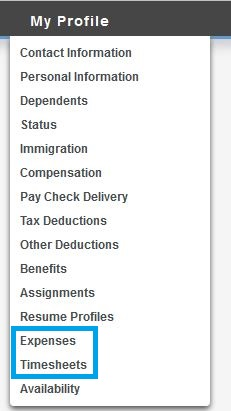 My Profile
Contact Information
Personal Information
Dependents
Status
Immigration
Compensation
Pay Check Delivery
Tax Deductions
Other Deductions
Benefits
Assignments
Resume Profiles
Expenses
Timesheets
Availability